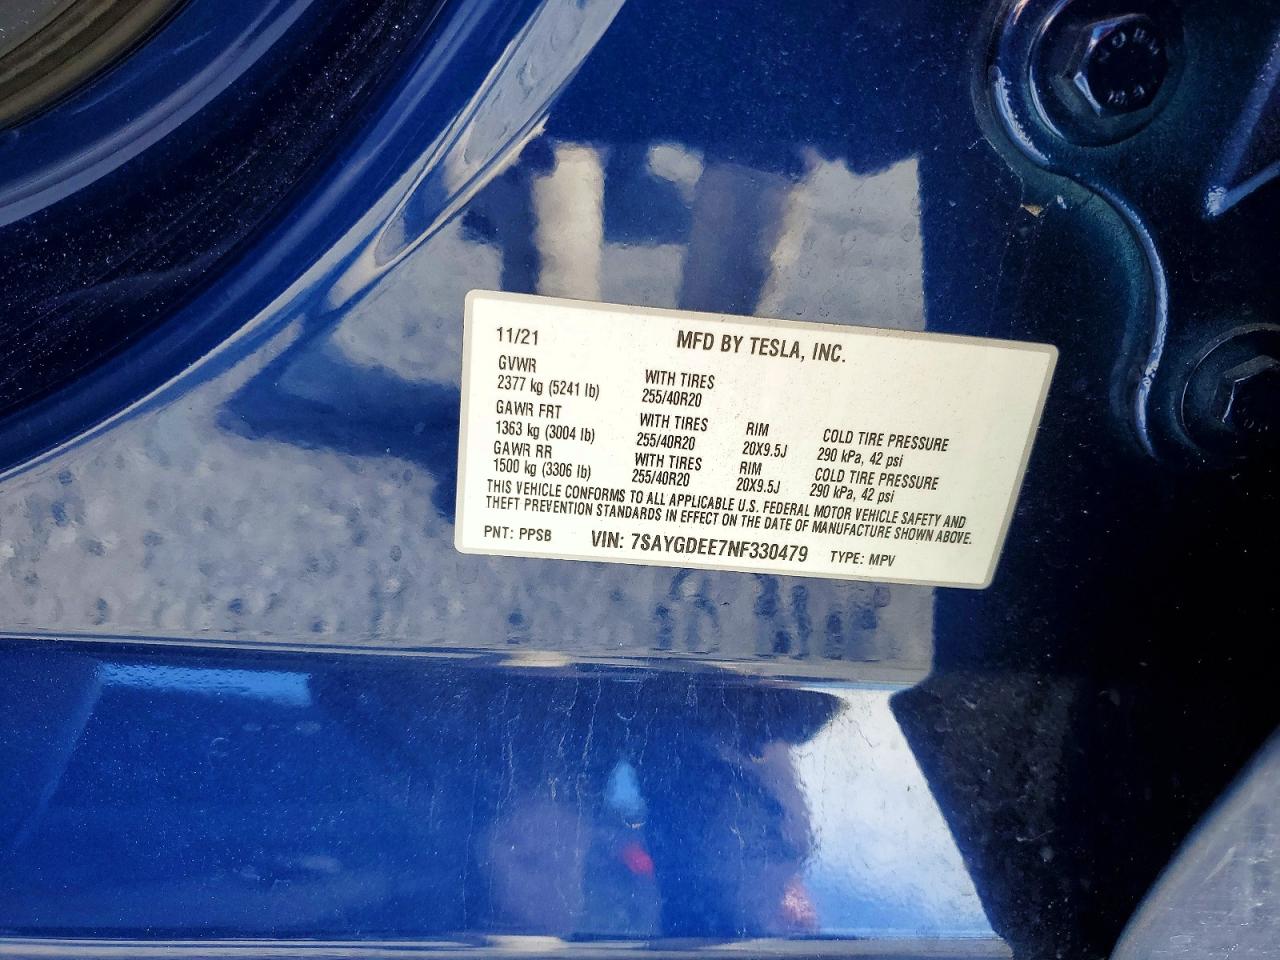 11/21 MFD BY TESLA, INC.
GVWR WITH TIRES
2377 kg (5241 lb) 255/40R20
GAWR FRT WITH TIRES RIM COLD TIRE PRESSURE
1363 kg (3004 lb) 255/40R20 20X9.5J 290 kPa, 42 psi
GAWR RR WITH TIRES RIM COLD TIRE PRESSURE
1500 kg (3306 lb) 255/40R20 20X9.5J 290 kPa, 42 psi
THIS VEHICLE CONFORMS TO ALL APPLICABLE U.S. FEDERAL MOTOR VEHICLE SAFETY AND
THEFT PREVENTION STANDARDS IN EFFECT ON THE DATE OF MANUFACTURE SHOWN ABOVE.
PNT: PPSB VIN: 7SAYGDEE7NF330479 TYPE: MPV